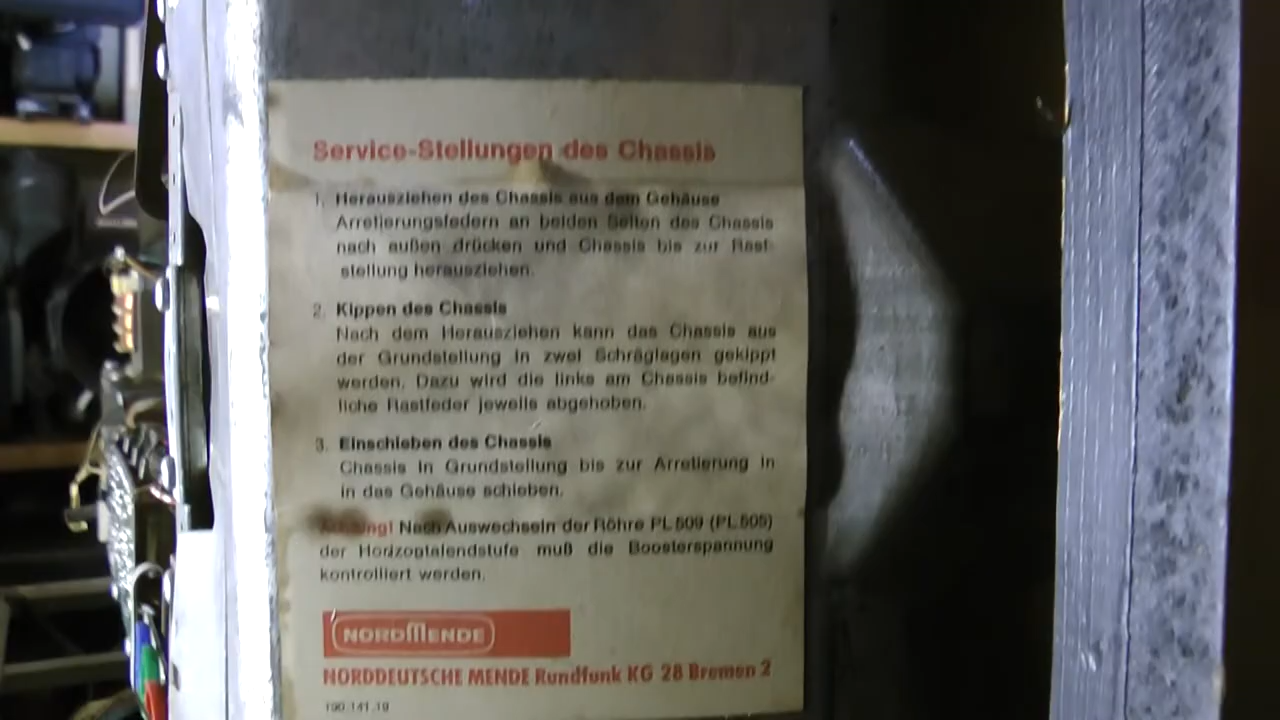 Service-Stellungen des Chassis
1. Herausziehen des Chassis aus dem Gehäuse
Arretierungsfedern an beiden Seiten des Chassis
nach außen drücken und Chassis bis zur Rast-
stellung herausziehen.
2. Kippen des Chassis
Nach dem Herausziehen kann das Chassis aus
der Grundstellung in zwei Schräglagen gekippt
werden. Dazu wird die links am Chassis befind-
liche Rastfeder jeweils abgehoben.
3. Einschieben des Chassis
Chassis in Grundstellung bis zur Arretierung in
in das Gehäuse schieben.
Achtung! Nach Auswechseln der Röhre PL 509 (PL 505)
der Horizontalendstufe muß die Boosterspannung
kontrolliert werden.
NORDMENDE
NORDDEUTSCHE MENDE Rundfunk KG 28 Bremen 2
190.141.19